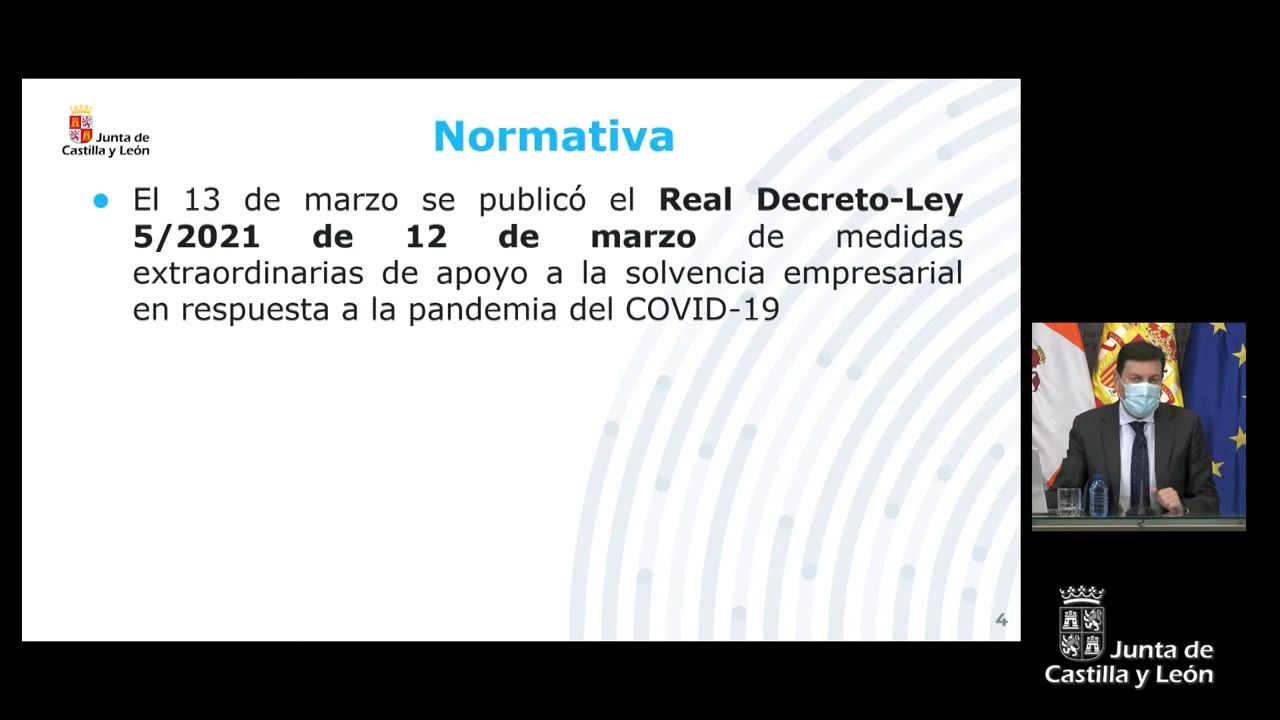 Junta de
Castilla y León
Normativa
El 13 de marzo se publicó el Real Decreto-Ley
5/2021 de 12 de marzo de medidas
extraordinarias de apoyo a la solvencia empresarial
en respuesta a la pandemia del COVID-19
4
Junta de
Castilla y León